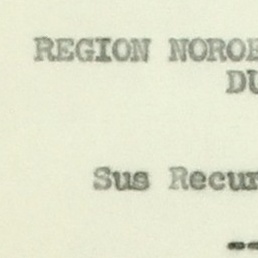 REGION NOROE
DU
Sus Recur
--